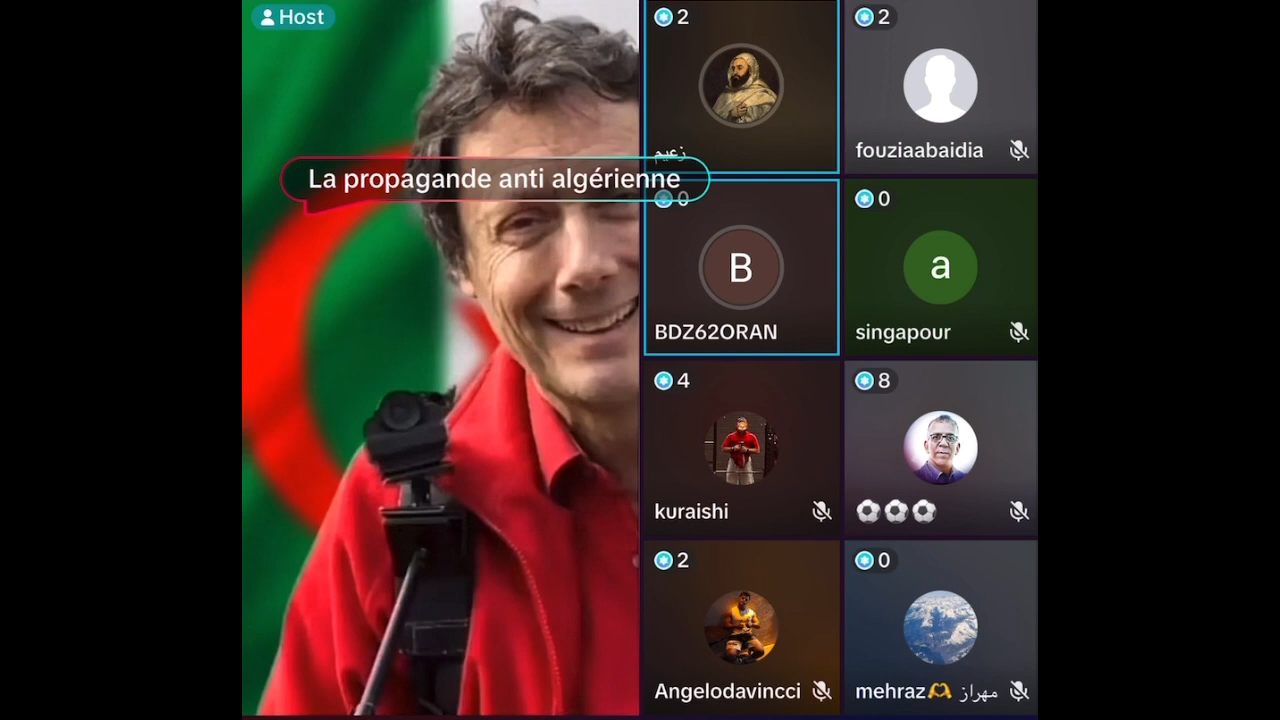 Host
La propagande anti algérienne
2
زعيم
2
fouziaabaidia
0
B
BDZ62ORAN
0
a
singapour
4
kuraishi
8
⚽⚽⚽
2
Angelodavincci
0
mehraz🫶 مهراز